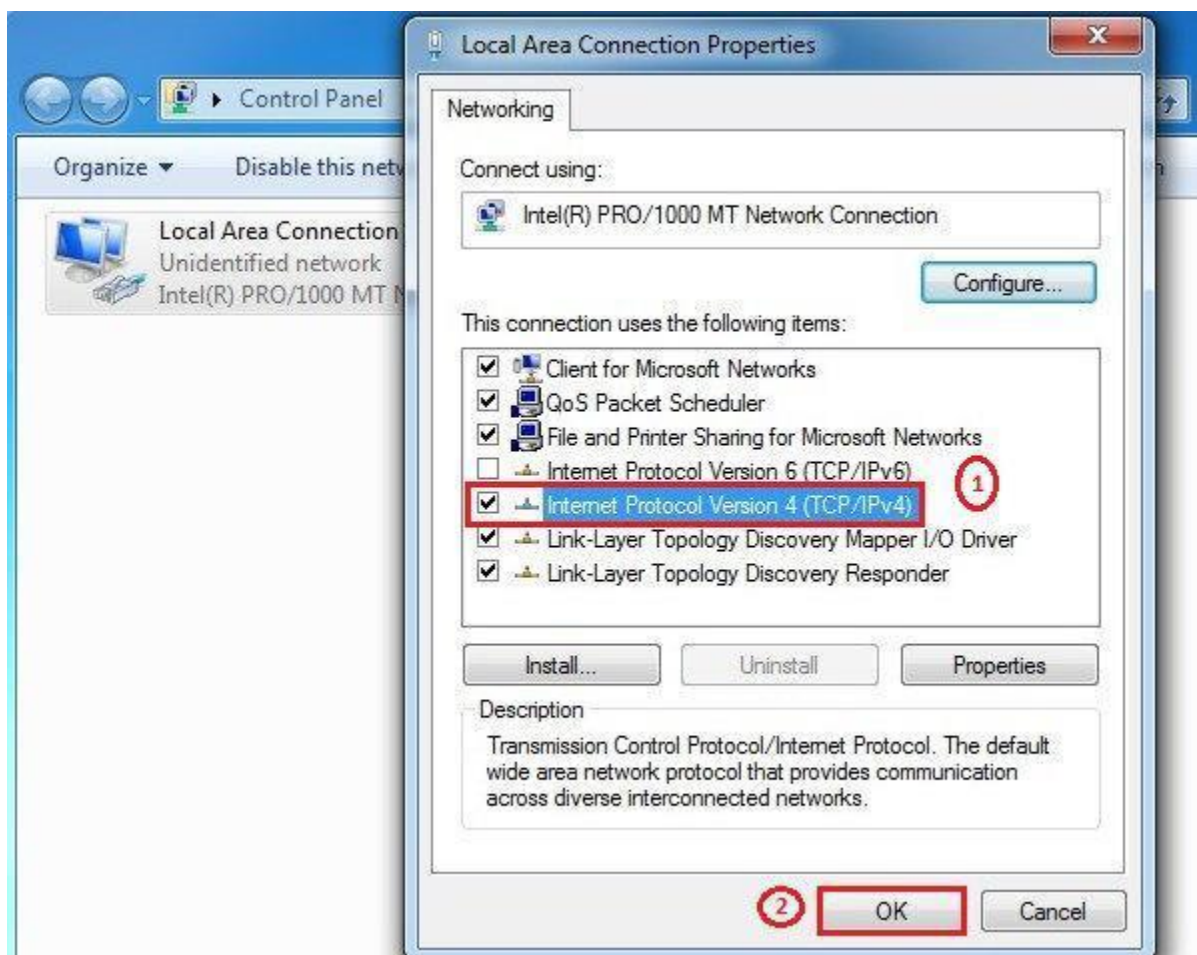 Local Area Connection Properties
Control Panel
Networking
Organize
Disable this
Connect using:
Intel(R) PRO/1000 MT Network Connection
Local Area Connection
Unidentified network
Intel(R) PRO/1000 MT
Configure...
This connection uses the following items:
Client for Microsoft Networks
QoS Packet Scheduler
File and Printer Sharing for Microsoft Networks
Internet Protocol Version 6 (TCP/IPv6)
1
Internet Protocol Version 4 (TCP/IPv4)
Link-Layer Topology Discovery Mapper I/O Driver
Link-Layer Topology Discovery Responder
Install...
Uninstall
Properties
Description
Transmission Control Protocol/Internet Protocol. The default
wide area network protocol that provides communication
across diverse interconnected networks.
2
OK
Cancel